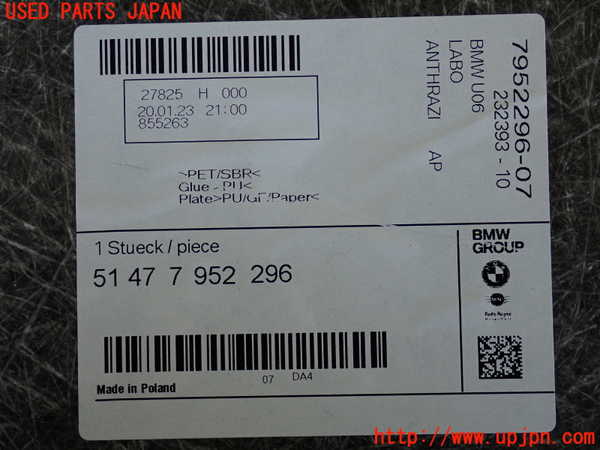 USED PARTS JAPAN
27825 H 000
20.01.23 21:00
855263
>PET/SBR<
Glue - PU<
Plate>PU/GF/Paper<
7952296-07
232393 - 10
BMW U06
LABO
ANTHRAZI AP
1 Stueck / piece
51 47 7 952 296
BMW
GROUP
07 DA4
Made in Poland
http://www.upjpn.com/